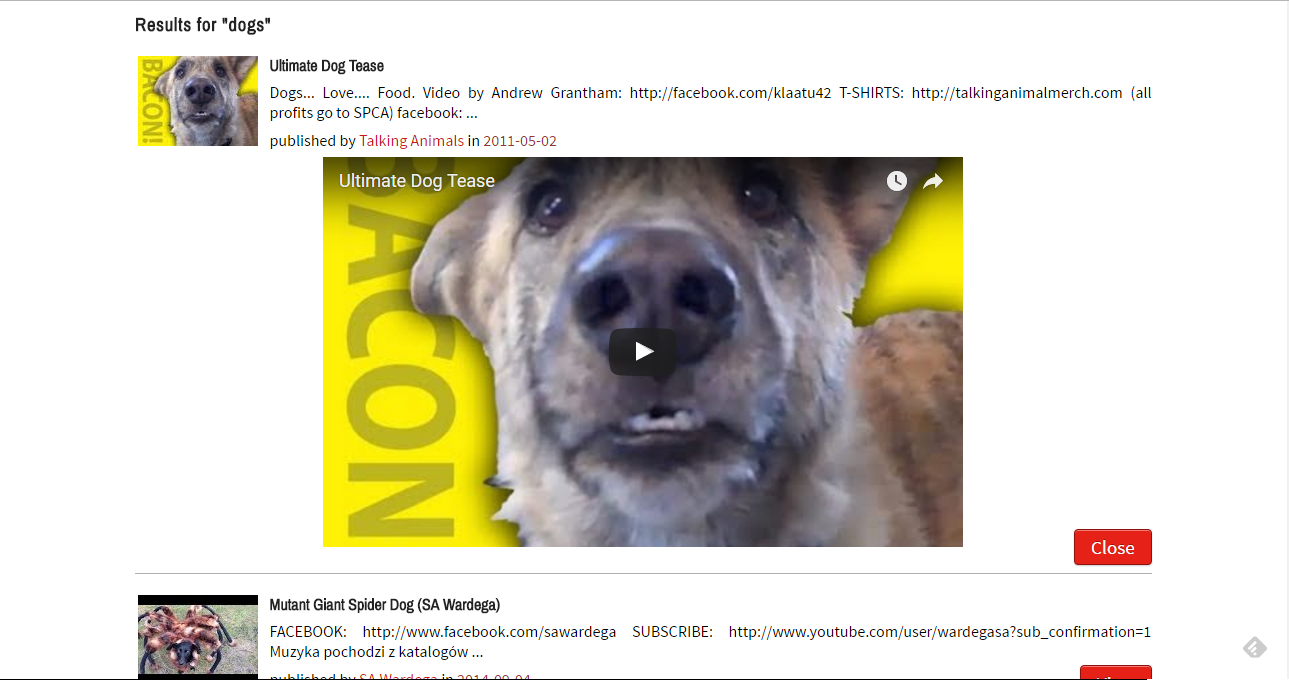 Results for "dogs"
BACON!
Ultimate Dog Tease
Dogs... Love.... Food. Video by Andrew Grantham: http://facebook.com/klaatu42 T-SHIRTS: http://talkinganimalmerch.com (all
profits go to SPCA) facebook: ...
published by Talking Animals in 2011-05-02
Ultimate Dog Tease
BACON
Close
Mutant Giant Spider Dog (SA Wardega)
FACEBOOK: http://www.facebook.com/sawardega SUBSCRIBE: http://www.youtube.com/user/wardegasa?sub_confirmation=1
Muzyka pochodzi z katalogów ...
published by SA Wardega in 2014-09-04